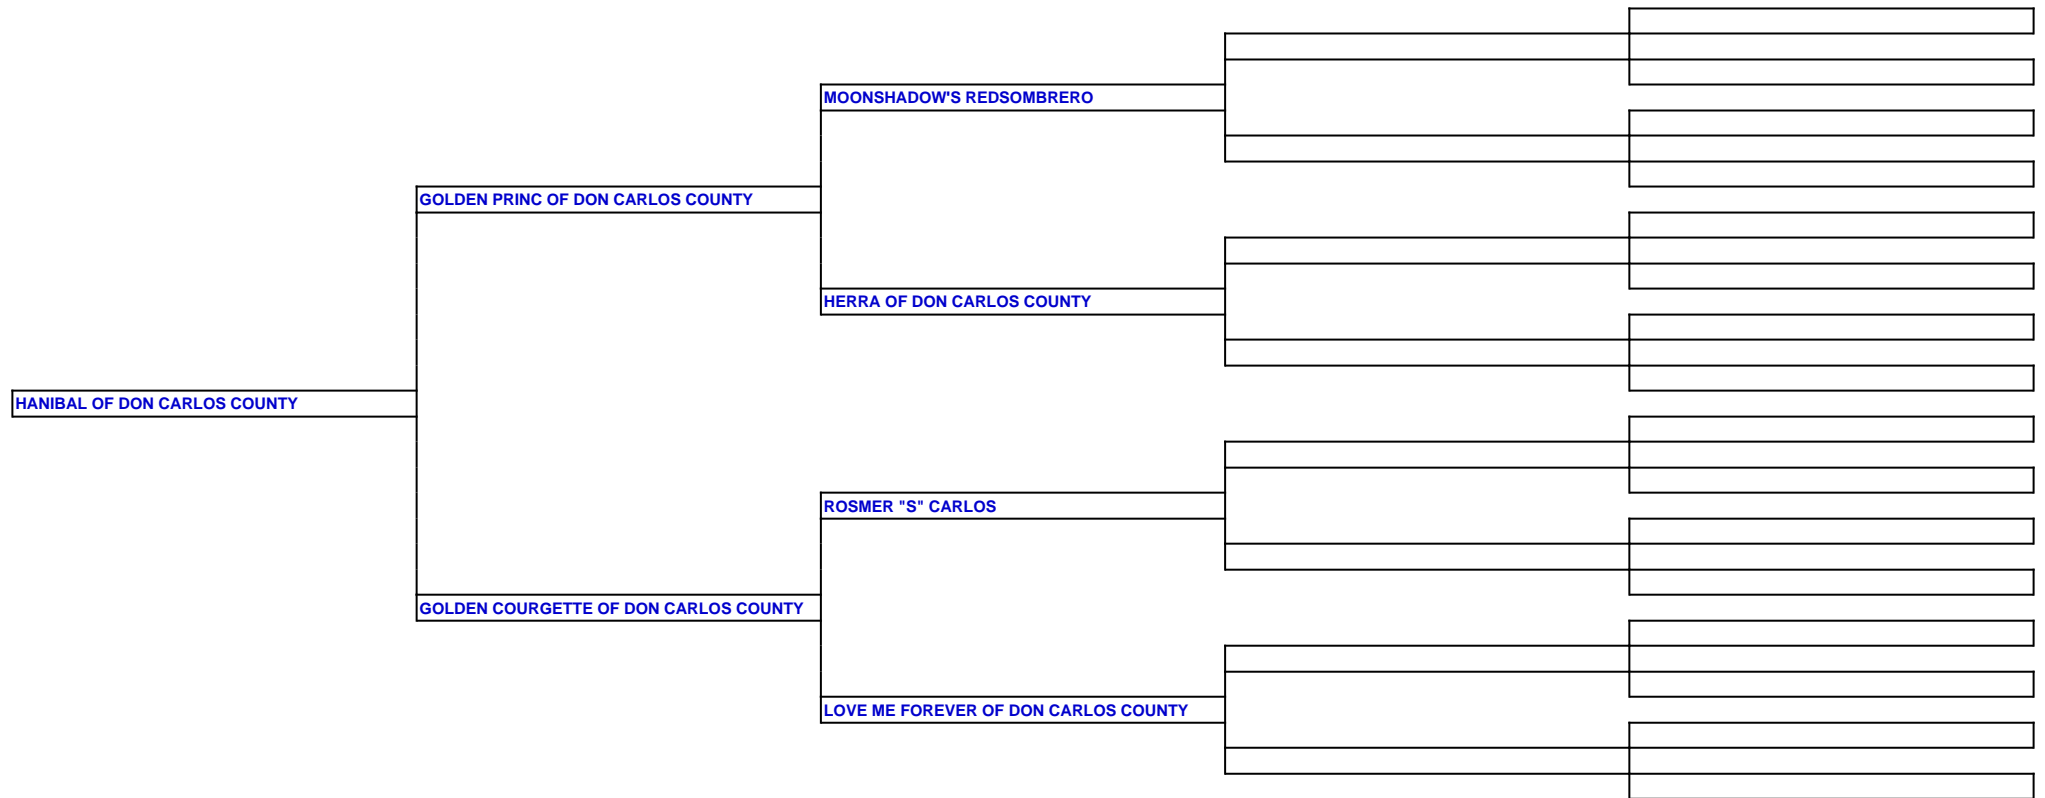 MOONSHADOW'S REDSOMBRERO
GOLDEN PRINC OF DON CARLOS COUNTY
HERRA OF DON CARLOS COUNTY
HANIBAL OF DON CARLOS COUNTY
ROSMER "S" CARLOS
GOLDEN COURGETTE OF DON CARLOS COUNTY
LOVE ME FOREVER OF DON CARLOS COUNTY